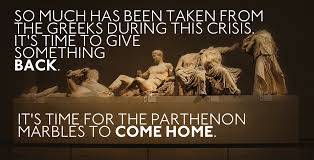 SO MUCH HAS BEEN TAKEN FROM
THE GREEKS DURING THIS CRISIS,
IT'S TIME TO GIVE
SOMETHING
BACK.
IT'S TIME FOR THE PARTHENON
MARBLES TO COME HOME.